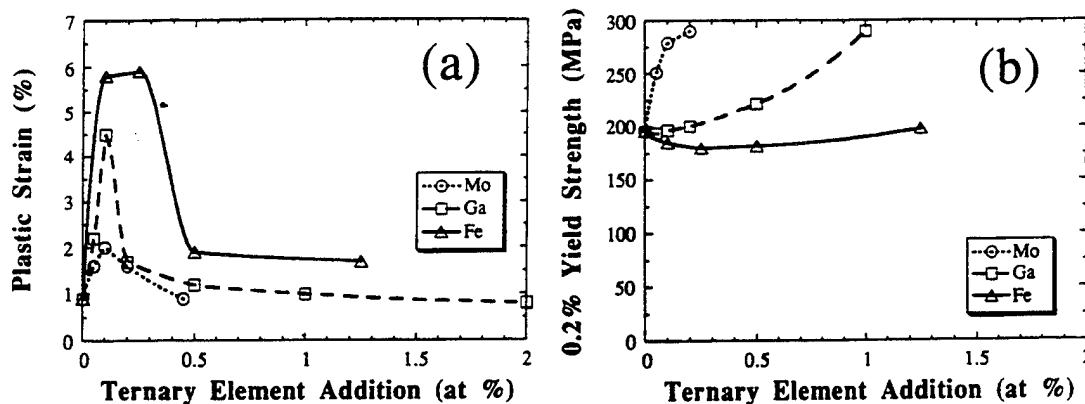 (a)
Plastic Strain (%)
7
6
5
4
3
2
1
0
0 0.5 1 1.5 2
Ternary Element Addition (at %)
Mo
Ga
Fe
(b)
0.2% Yield Strength (MPa)
300
250
200
150
100
50
0
0 0.5 1 1.5 2
Ternary Element Addition (at %)
Mo
Ga
Fe